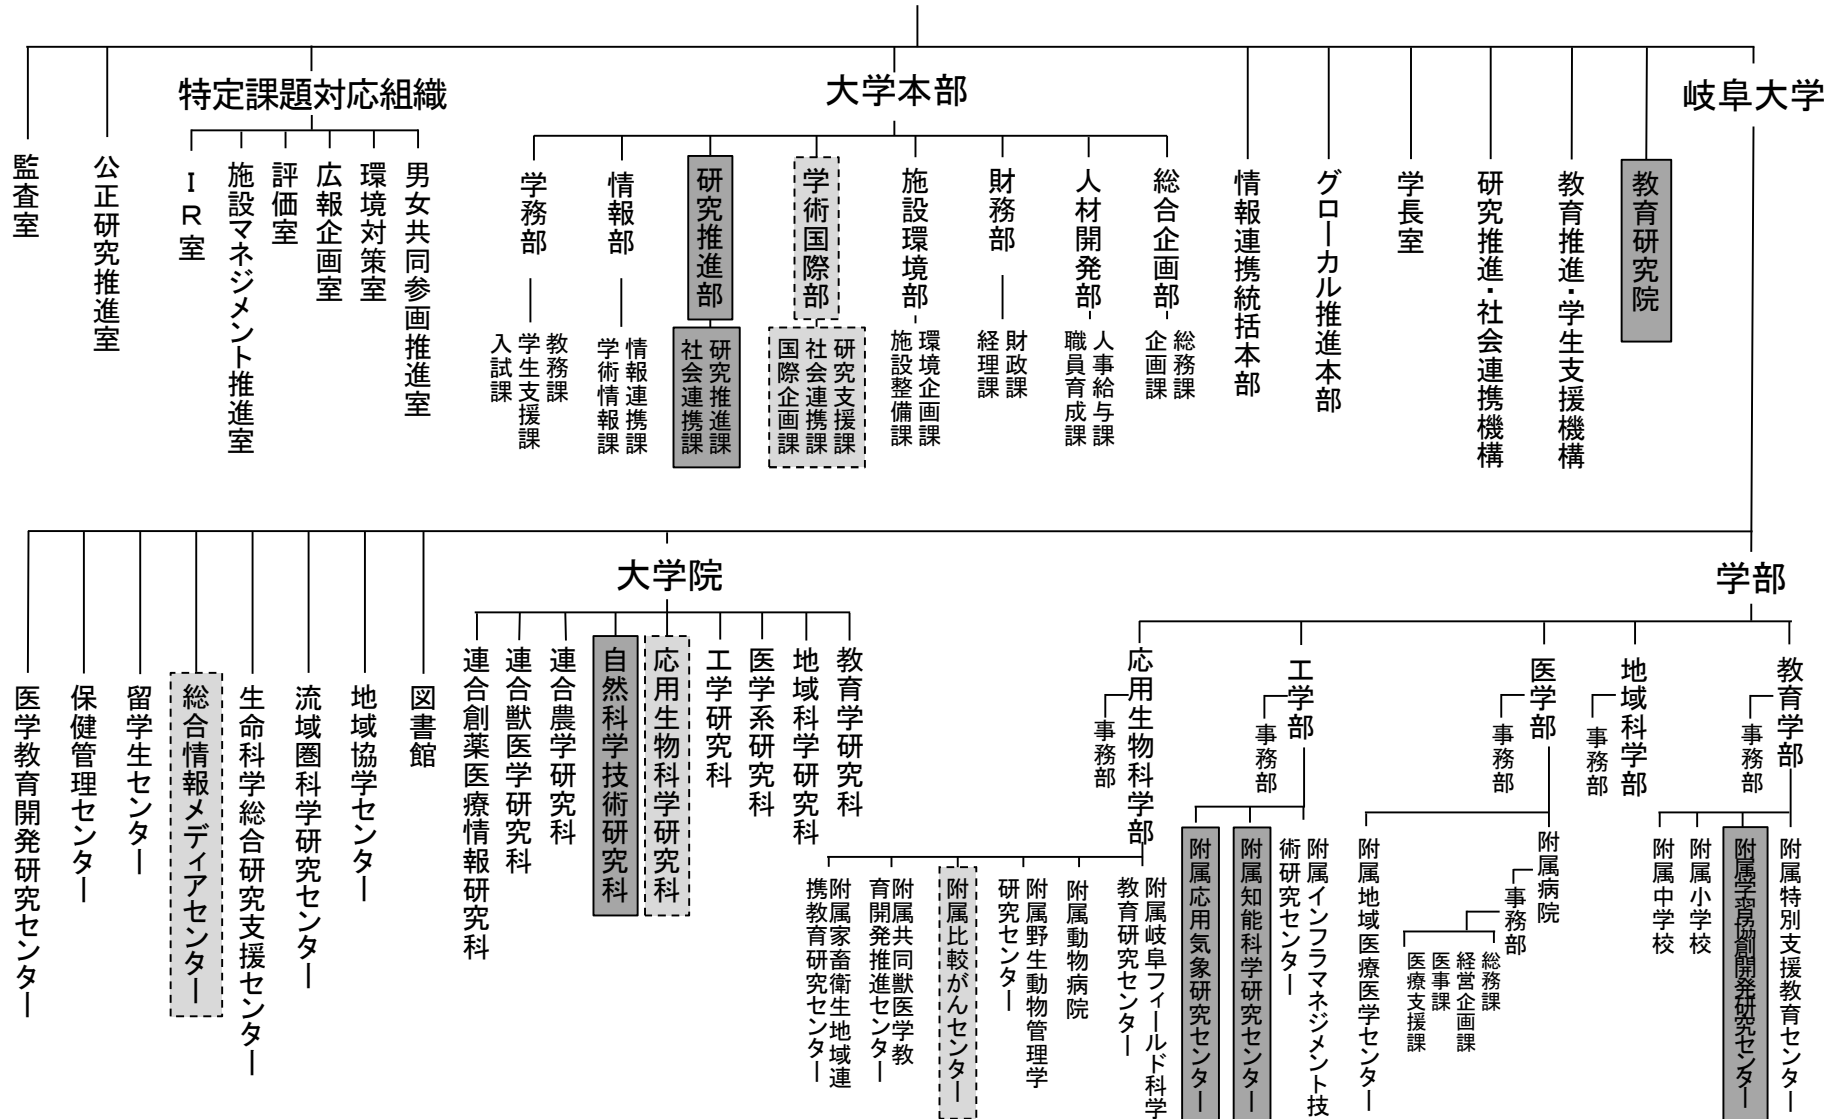 岐阜大学
教育研究院
教育推進・学生支援機構
研究推進・社会連携機構
学長室
グローカル推進本部
情報連携統括本部
大学本部
総合企画部
総務課
企画課
人材開発部
人事給与課
職員育成課
財務部
財政課
経理課
施設環境部
環境企画課
施設整備課
学術国際部
研究支援課
社会連携課
国際企画課
研究推進部
研究推進課
社会連携課
情報部
情報連携課
学術情報課
学務部
教務課
学生支援課
入試課
特定課題対応組織
男女共同参画推進室
環境対策室
広報企画室
評価室
施設マネジメント推進室
ＩＲ室
公正研究推進室
監査室
学部
教育学部
事務部
附属特別支援教育センター
附属学習協創開発研究センター
附属小学校
附属中学校
地域科学部
事務部
医学部
事務部
附属病院
事務部
総務課
経営企画課
医事課
医療支援課
附属地域医療医学センター
工学部
事務部
附属インフラマネジメント技
術研究センター
附属知能科学研究センター
附属応用気象研究センター
応用生物科学部
事務部
附属岐阜フィールド科学
教育研究センター
附属動物病院
附属野生動物管理学
研究センター
附属比較がんセンター
附属共同獣医学教
育開発推進センター
附属家畜衛生地域連
携教育研究センター
大学院
教育学研究科
地域科学研究科
医学系研究科
工学研究科
応用生物科学研究科
自然科学技術研究科
連合農学研究科
連合獣医学研究科
連合創薬医療情報研究科
図書館
地域協学センター
流域圏科学研究センター
生命科学総合研究支援センター
総合情報メディアセンター
留学生センター
保健管理センター
医学教育開発研究センター